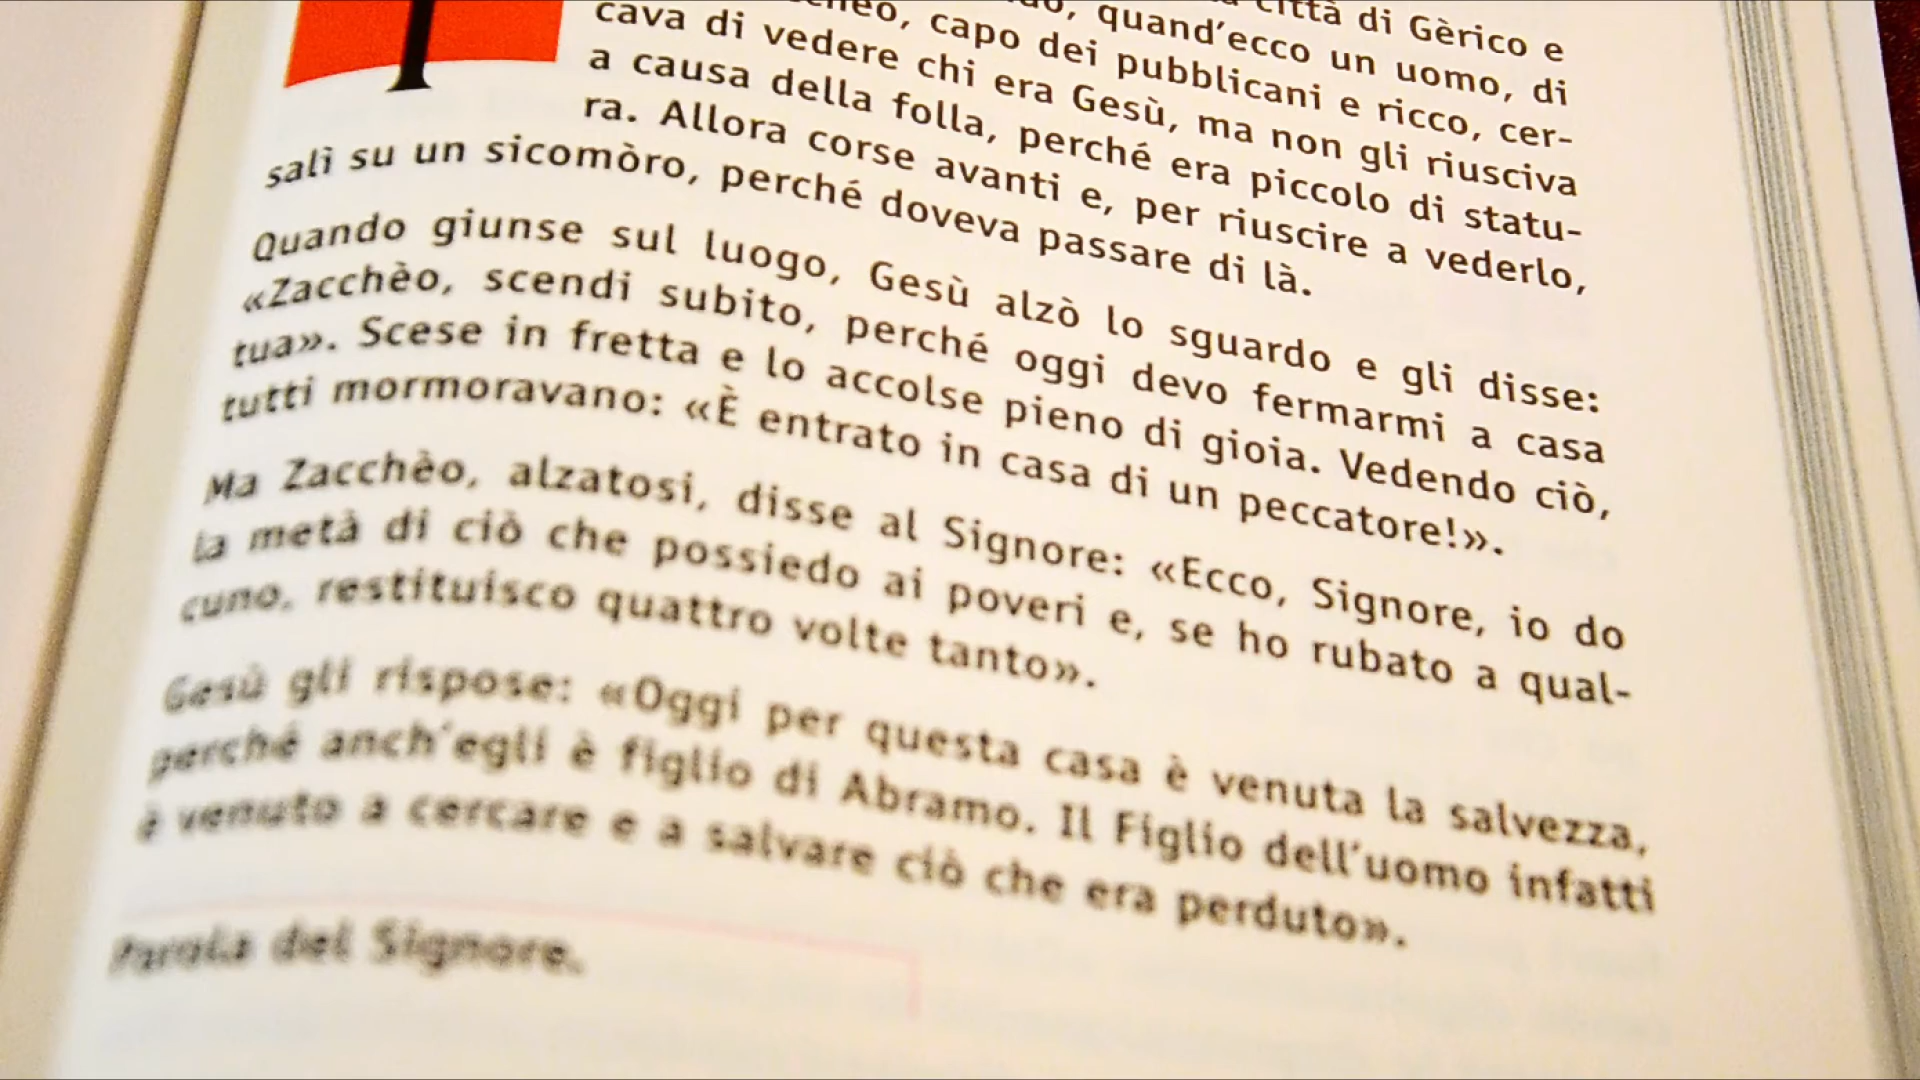 città di Gèrico e
quand'ecco un uomo, di
capo dei pubblicani e ricco, cer-
cava di vedere chi era Gesù, ma non gli riusciva
a causa della folla, perché era piccolo di statu-
ra. Allora corse avanti e, per riuscire a vederlo,
salì su un sicomòro, perché doveva passare di là.
Quando giunse sul luogo, Gesù alzò lo sguardo e gli disse:
«Zacchèo, scendi subito, perché oggi devo fermarmi a casa
tua». Scese in fretta e lo accolse pieno di gioia. Vedendo ciò,
tutti mormoravano: «È entrato in casa di un peccatore!».
Ma Zacchèo, alzatosi, disse al Signore: «Ecco, Signore, io do
la metà di ciò che possiedo ai poveri e, se ho rubato a qual-
cuno, restituisco quattro volte tanto».
Gesù gli rispose: «Oggi per questa casa è venuta la salvezza,
perché anch'egli è figlio di Abramo. Il Figlio dell'uomo infatti
è venuto a cercare e a salvare ciò che era perduto».
Parola del Signore.